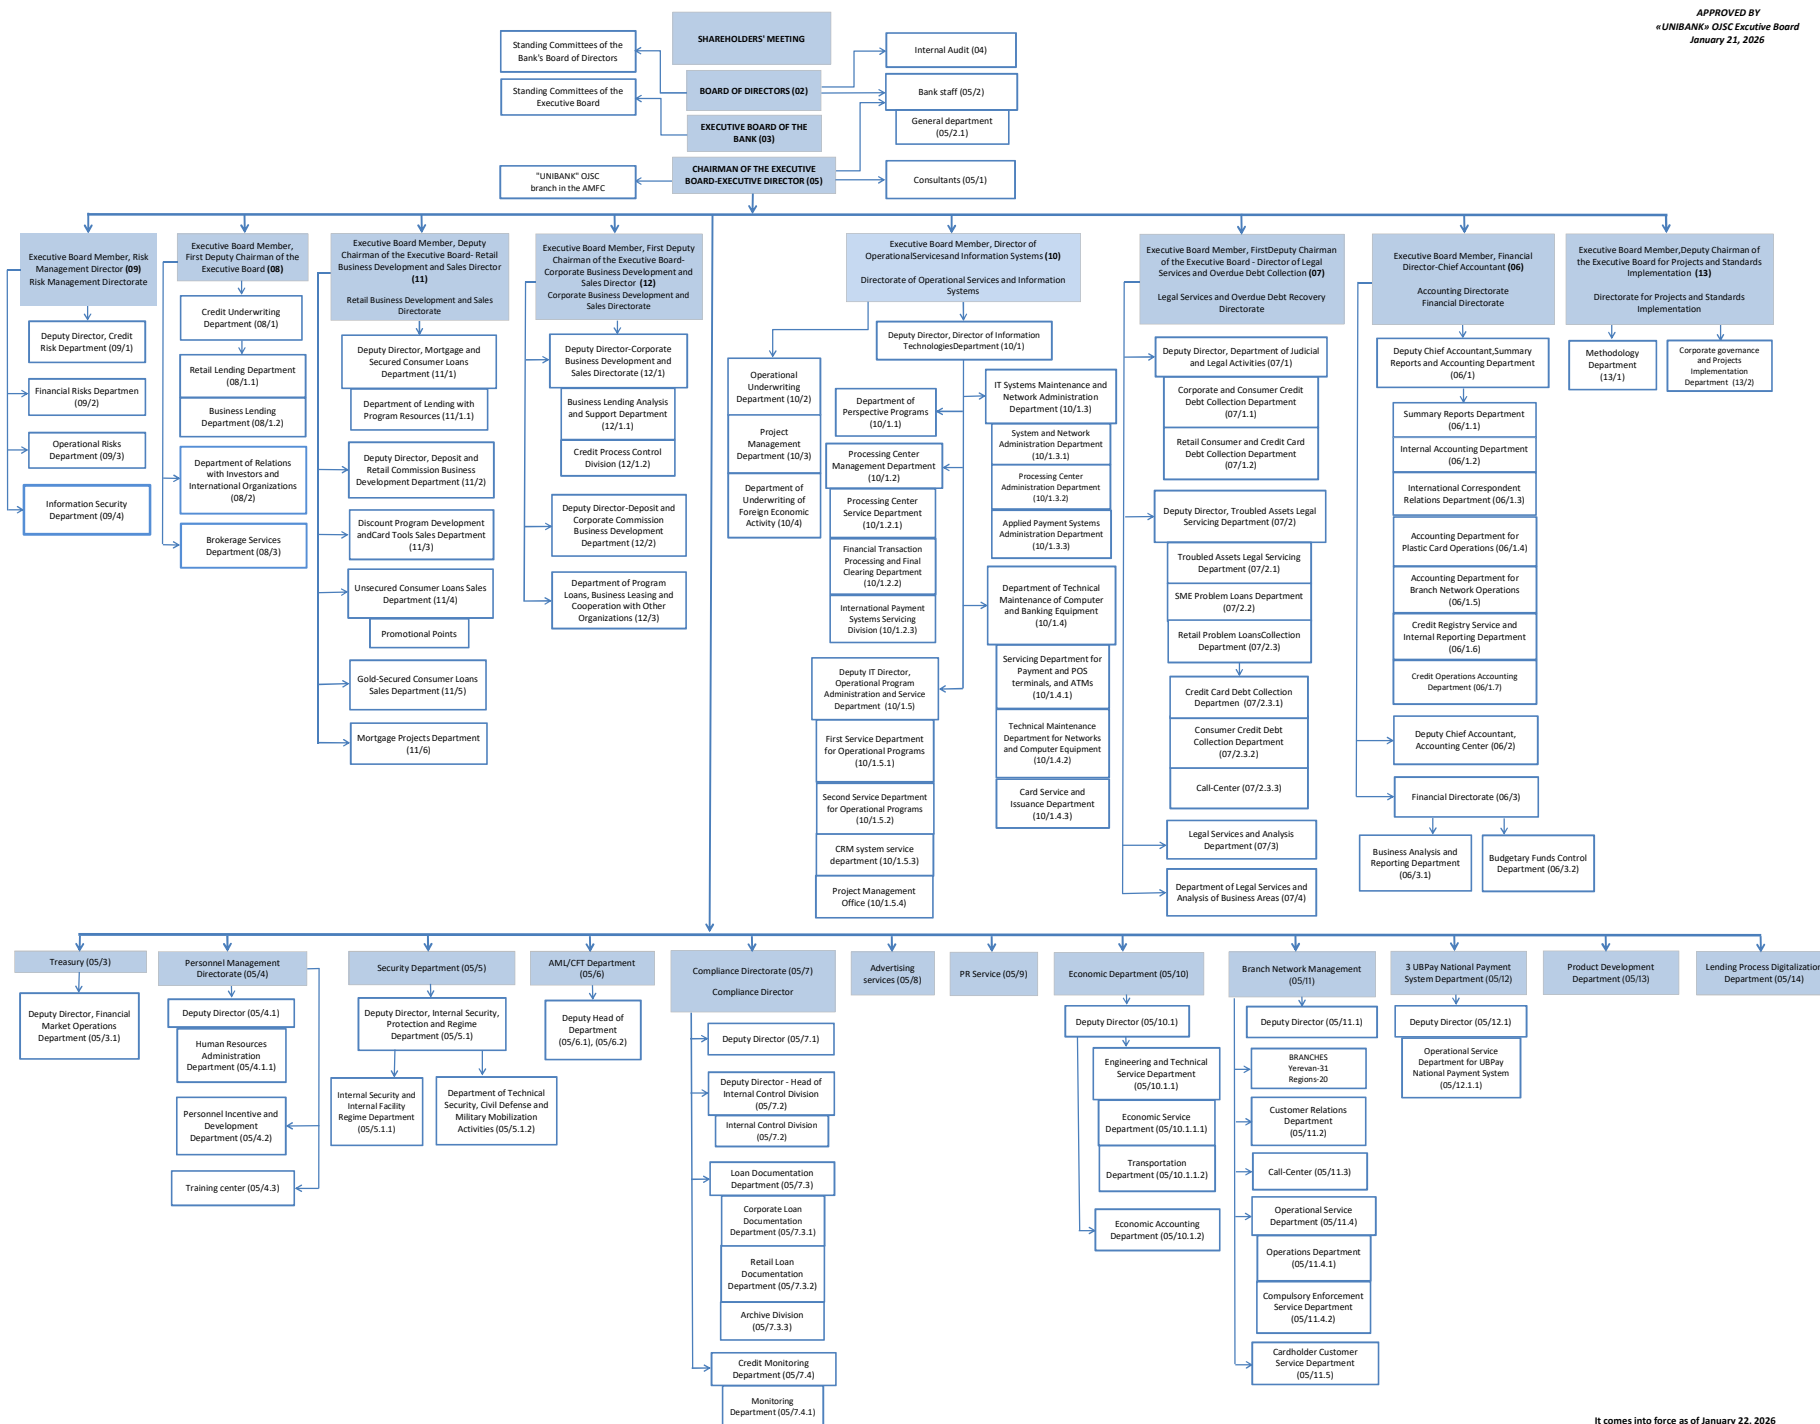 APPROVED BY
«UNIBANK» OJSC Excutive Board
January 21, 2026
SHAREHOLDERS' MEETING
Standing Committees of the
Bank's Board of Directors
Internal Audit (04)
BOARD OF DIRECTORS (02)
Standing Committees of the
Executive Board
Bank staff (05/2)
General department
(05/2.1)
EXECUTIVE BOARD OF THE
BANK (03)
CHAIRMAN OF THE EXECUTIVE
BOARD-EXECUTIVE DIRECTOR (05)
"UNIBANK" OJSC
branch in the AMFC
Consultants (05/1)
Executive Board Member, Risk
Management Director (09)
Risk Management Directorate
Deputy Director, Credit
Risk Department (09/1)
Financial Risks Departmen
(09/2)
Operational Risks
Department (09/3)
Information Security
Department (09/4)
Executive Board Member,
First Deputy Chairman of the
Executive Board (08)
Credit Underwriting
Department (08/1)
Retail Lending Department
(08/1.1)
Business Lending
Department (08/1.2)
Department of Relations
with Investors and
International Organizations
(08/2)
Brokerage Services
Department (08/3)
Executive Board Member, Deputy
Chairman of the Executive Board- Retail
Business Development and Sales Director
(11)
Retail Business Development and Sales
Directorate
Deputy Director, Mortgage and
Secured Consumer Loans
Department (11/1)
Department of Lending with
Program Resources (11/1.1)
Deputy Director, Deposit and
Retail Commission Business
Development Department (11/2)
Discount Program Development
andCard Tools Sales Department
(11/3)
Unsecured Consumer Loans Sales
Department (11/4)
Promotional Points
Gold-Secured Consumer Loans
Sales Department (11/5)
Mortgage Projects Department
(11/6)
Executive Board Member, First Deputy
Chairman of the Executive Board-
Corporate Business Development and
Sales Director (12)
Corporate Business Development and
Sales Directorate
Deputy Director-Corporate
Business Development and
Sales Directorate (12/1)
Business Lending Analysis
and Support Department
(12/1.1)
Credit Process Control
Division (12/1.2)
Deputy Director-Deposit and
Corporate Commission
Business Development
Department (12/2)
Department of Program
Loans, Business Leasing and
Cooperation with Other
Organizations (12/3)
Executive Board Member, Director of
OperationalServicesand Information Systems (10)
Directorate of Operational Services and Information
Systems
Deputy Director, Director of Information
TechnologiesDepartment (10/1)
Operational
Underwriting
Department (10/2)
Project
Management
Department (10/3)
Department of
Underwriting of
Foreign Economic
Activity (10/4)
Department of
Perspective Programs
(10/1.1)
Processing Center
Management Department
(10/1.2)
Processing Center
Service Department
(10/1.2.1)
Financial Transaction
Processing and Final
Clearing Department
(10/1.2.2)
International Payment
Systems Servicing
Division (10/1.2.3)
Deputy IT Director,
Operational Program
Administration and Service
Department (10/1.5)
First Service Department
for Operational Programs
(10/1.5.1)
Second Service Department
for Operational Programs
(10/1.5.2)
CRM system service
department (10/1.5.3)
Project Management
Office (10/1.5.4)
IT Systems Maintenance and
Network Administration
Department (10/1.3)
System and Network
Administration Department
(10/1.3.1)
Processing Center
Administration Department
(10/1.3.2)
Applied Payment Systems
Administration Department
(10/1.3.3)
Department of Technical
Maintenance of Computer
and Banking Equipment
(10/1.4)
Servicing Department for
Payment and POS
terminals, and ATMs
(10/1.4.1)
Technical Maintenance
Department for Networks
and Computer Equipment
(10/1.4.2)
Card Service and
Issuance Department
(10/1.4.3)
Executive Board Member, FirstDeputy Chairman
of the Executive Board - Director of Legal
Services and Overdue Debt Collection (07)
Legal Services and Overdue Debt Recovery
Directorate
Deputy Director, Department of Judicial
and Legal Activities (07/1)
Corporate and Consumer Credit
Debt Collection Department
(07/1.1)
Retail Consumer and Credit Card
Debt Collection Department
(07/1.2)
Deputy Director, Troubled Assets Legal
Servicing Department (07/2)
Troubled Assets Legal Servicing
Department (07/2.1)
SME Problem Loans Department
(07/2.2)
Retail Problem LoansCollection
Department (07/2.3)
Credit Card Debt Collection
Departmen (07/2.3.1)
Consumer Credit Debt
Collection Department
(07/2.3.2)
Call-Center (07/2.3.3)
Legal Services and Analysis
Department (07/3)
Department of Legal Services and
Analysis of Business Areas (07/4)
Executive Board Member, Financial
Director-Chief Accountant (06)
Accounting Directorate
Financial Directorate
Deputy Chief Accountant,Summary
Reports and Accounting Department
(06/1)
Summary Reports Department
(06/1.1)
Internal Accounting Department
(06/1.2)
International Correspondent
Relations Department (06/1.3)
Accounting Department for
Plastic Card Operations (06/1.4)
Accounting Department for
Branch Network Operations
(06/1.5)
Credit Registry Service and
Internal Reporting Department
(06/1.6)
Credit Operations Accounting
Department (06/1.7)
Deputy Chief Accountant,
Accounting Center (06/2)
Financial Directorate (06/3)
Business Analysis and
Reporting Department
(06/3.1)
Budgetary Funds Control
Department (06/3.2)
Executive Board Member,Deputy Chairman of
the Executive Board for Projects and Standards
Implementation (13)
Directorate for Projects and Standards
Implementation
Methodology
Department
(13/1)
Corporate governance
and Projects
Implementation
Department (13/2)
Treasury (05/3)
Deputy Director, Financial
Market Operations
Department (05/3.1)
Personnel Management
Directorate (05/4)
Deputy Director (05/4.1)
Human Resources
Administration
Department (05/4.1.1)
Personnel Incentive and
Development
Department (05/4.2)
Training center (05/4.3)
Security Department (05/5)
Deputy Director, Internal Security,
Protection and Regime
Department (05/5.1)
Internal Security and
Internal Facility
Regime Department
(05/5.1.1)
Department of Technical
Security, Civil Defense and
Military Mobilization
Activities (05/5.1.2)
AML/CFT Department
(05/6)
Deputy Head of
Department
(05/6.1), (05/6.2)
Compliance Directorate (05/7)
Compliance Director
Deputy Director (05/7.1)
Deputy Director - Head of
Internal Control Division
(05/7.2)
Internal Control Division
(05/7.2)
Loan Documentation
Department (05/7.3)
Corporate Loan
Documentation
Department (05/7.3.1)
Retail Loan
Documentation
Department (05/7.3.2)
Archive Division
(05/7.3.3)
Credit Monitoring
Department (05/7.4)
Monitoring
Department (05/7.4.1)
Advertising
services (05/8)
PR Service (05/9)
Economic Department (05/10)
Deputy Director (05/10.1)
Engineering and Technical
Service Department
(05/10.1.1)
Economic Service
Department (05/10.1.1.1)
Transportation
Department (05/10.1.1.2)
Economic Accounting
Department (05/10.1.2)
Branch Network Management
(05/11)
Deputy Director (05/11.1)
BRANCHES
Yerevan-31
Regions-20
Customer Relations
Department
(05/11.2)
Call-Center (05/11.3)
Operational Service
Department (05/11.4)
Operations Department
(05/11.4.1)
Compulsory Enforcement
Service Department
(05/11.4.2)
Cardholder Customer
Service Department
(05/11.5)
3 UBPay National Payment
System Department (05/12)
Deputy Director (05/12.1)
Operational Service
Department for UBPay
National Payment System
(05/12.1.1)
Product Development
Department (05/13)
Lending Process Digitalization
Department (05/14)
It comes into force as of January 22, 2026